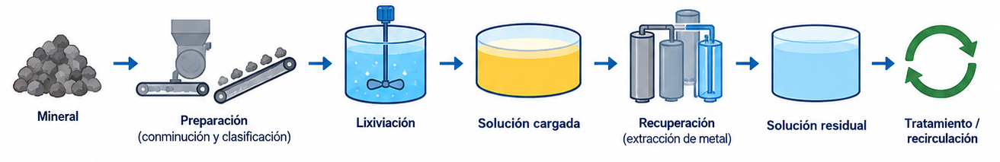 Mineral
Preparación
(conminución y clasificación)
Lixiviación
Solución cargada
Recuperación
(extracción de metal)
Solución residual
Tratamiento /
recirculación